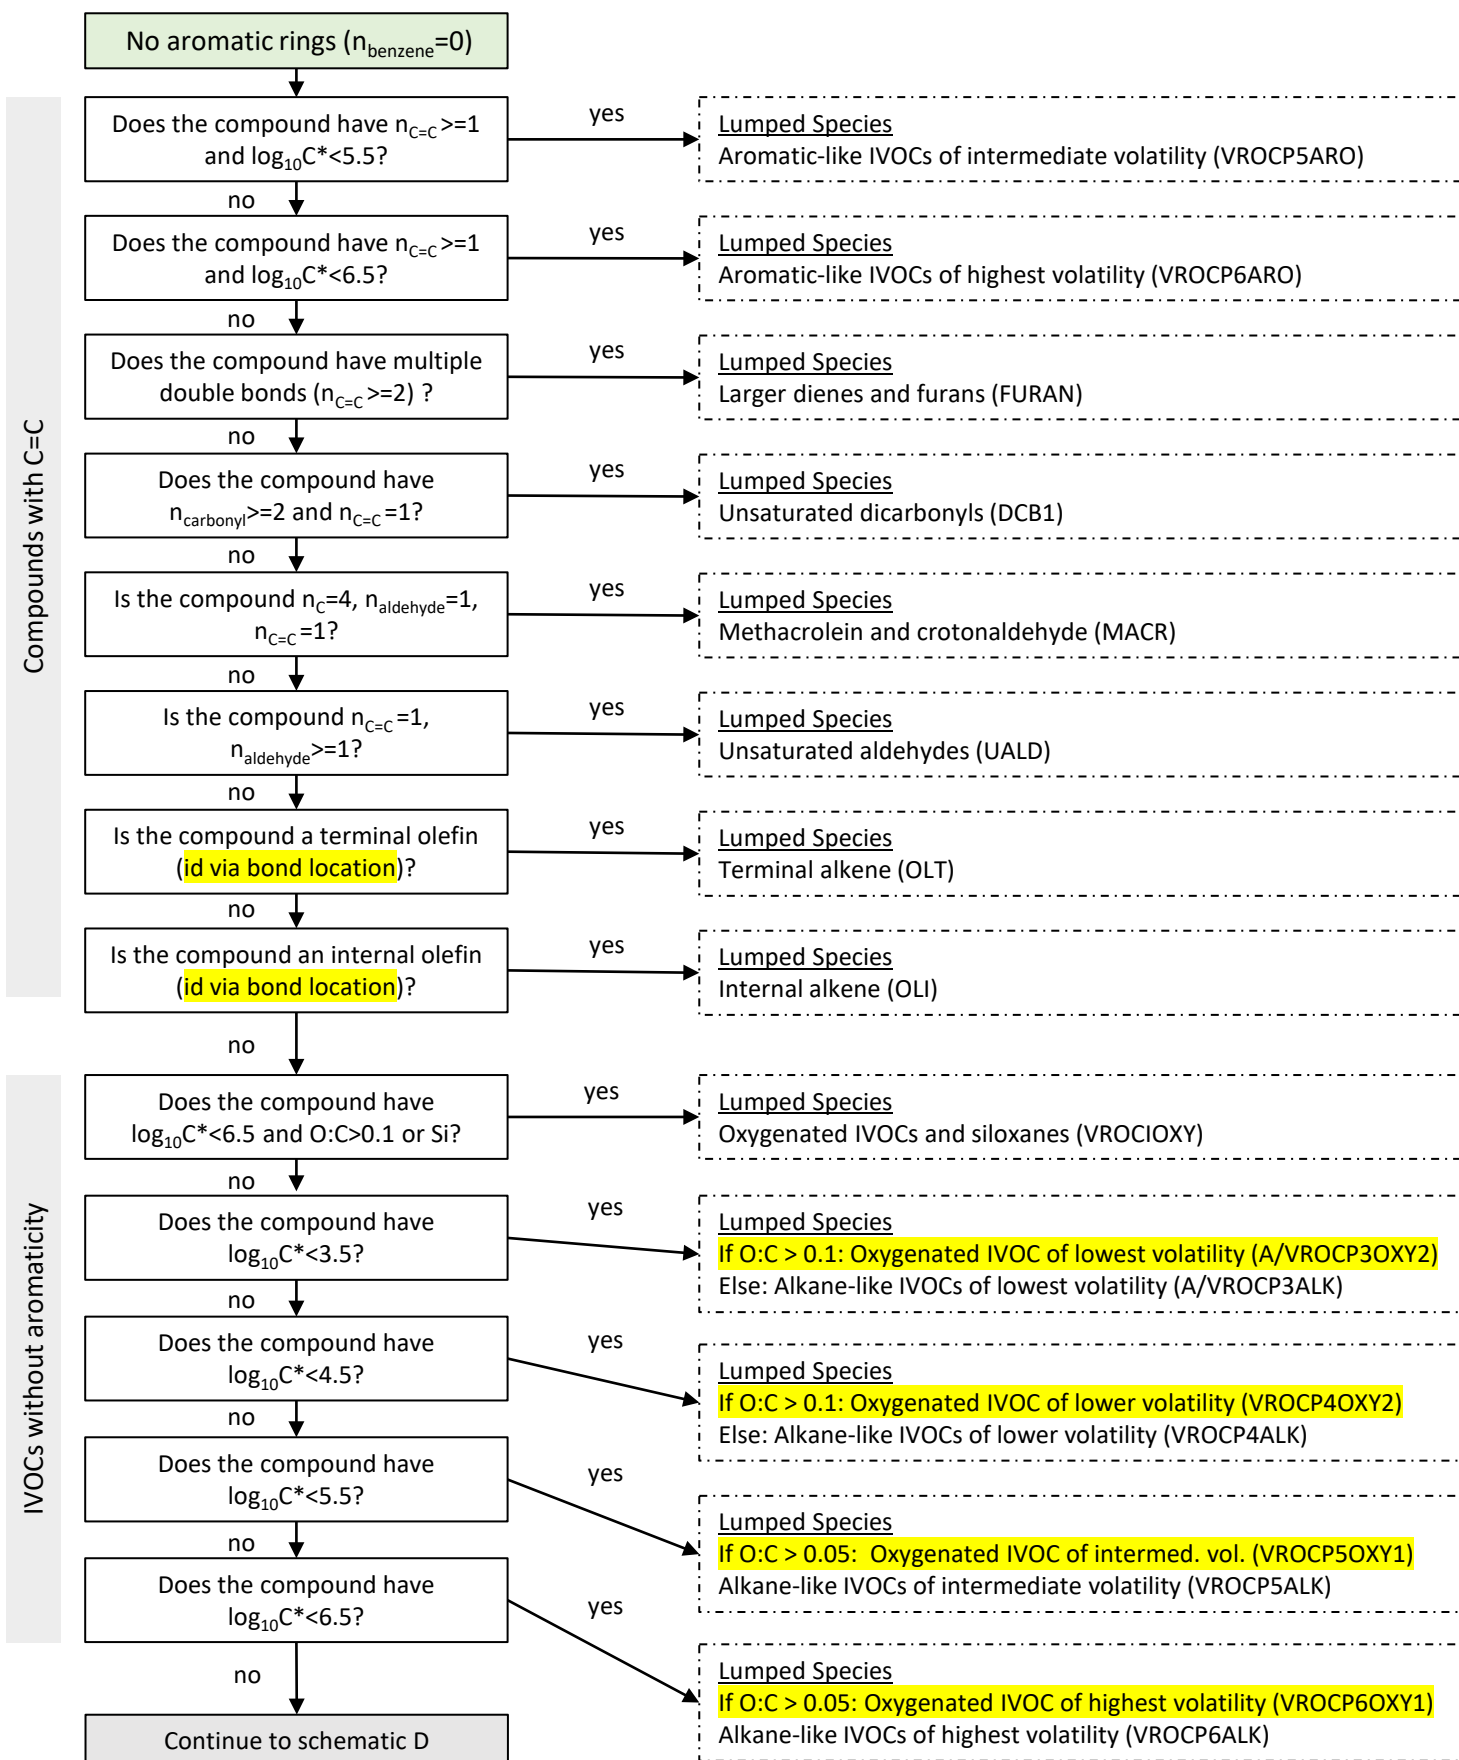 No aromatic rings (n_benzene=0)
Compounds with C=C
Does the compound have n_C=C >=1
and log10C*<5.5?
yes
Lumped Species
Aromatic-like IVOCs of intermediate volatility (VROCP5ARO)
no
Does the compound have n_C=C >=1
and log10C*<6.5?
yes
Lumped Species
Aromatic-like IVOCs of highest volatility (VROCP6ARO)
no
Does the compound have multiple
double bonds (n_C=C >=2) ?
yes
Lumped Species
Larger dienes and furans (FURAN)
no
Does the compound have
n_carbonyl>=2 and n_C=C =1?
yes
Lumped Species
Unsaturated dicarbonyls (DCB1)
no
Is the compound n_C=4, n_aldehyde=1,
n_C=C =1?
yes
Lumped Species
Methacrolein and crotonaldehyde (MACR)
no
Is the compound n_C=C =1,
n_aldehyde>=1?
yes
Lumped Species
Unsaturated aldehydes (UALD)
no
Is the compound a terminal olefin
(id via bond location)?
yes
Lumped Species
Terminal alkene (OLT)
no
Is the compound an internal olefin
(id via bond location)?
yes
Lumped Species
Internal alkene (OLI)
no
IVOCs without aromaticity
Does the compound have
log10C*<6.5 and O:C>0.1 or Si?
yes
Lumped Species
Oxygenated IVOCs and siloxanes (VROCIOXY)
no
Does the compound have
log10C*<3.5?
yes
Lumped Species
If O:C > 0.1: Oxygenated IVOC of lowest volatility (A/VROCP3OXY2)
Else: Alkane-like IVOCs of lowest volatility (A/VROCP3ALK)
no
Does the compound have
log10C*<4.5?
yes
Lumped Species
If O:C > 0.1: Oxygenated IVOC of lower volatility (VROCP4OXY2)
Else: Alkane-like IVOCs of lower volatility (VROCP4ALK)
no
Does the compound have
log10C*<5.5?
yes
Lumped Species
If O:C > 0.05: Oxygenated IVOC of intermed. vol. (VROCP5OXY1)
Alkane-like IVOCs of intermediate volatility (VROCP5ALK)
no
Does the compound have
log10C*<6.5?
yes
Lumped Species
If O:C > 0.05: Oxygenated IVOC of highest volatility (VROCP6OXY1)
Alkane-like IVOCs of highest volatility (VROCP6ALK)
no
Continue to schematic D